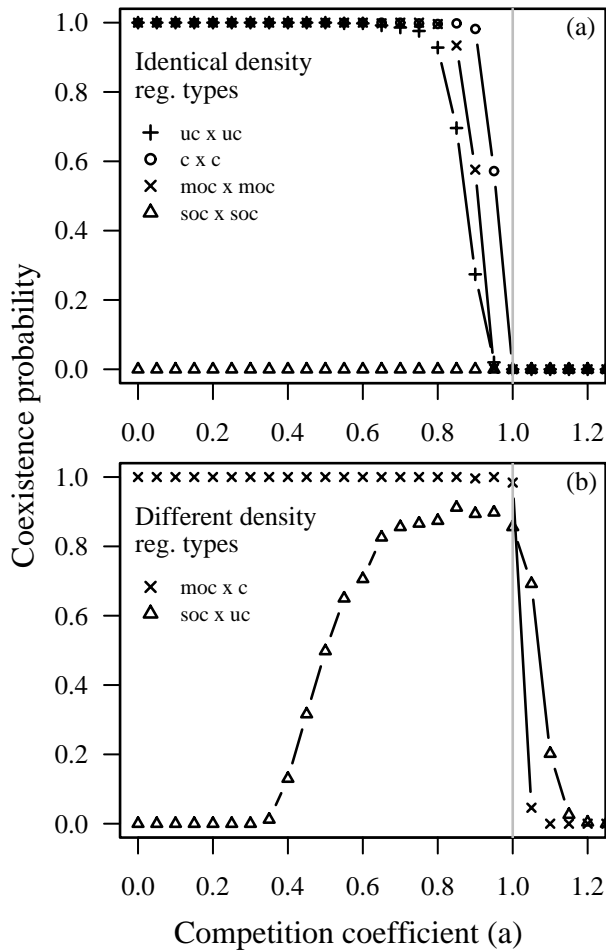 Coexistence probability
(a)
Identical density
reg. types
uc x uc
c x c
moc x moc
soc x soc
1.0
0.8
0.6
0.4
0.2
0.0
0.0 0.2 0.4 0.6 0.8 1.0 1.2
(b)
Different density
reg. types
moc x c
soc x uc
1.0
0.8
0.6
0.4
0.2
0.0
0.0 0.2 0.4 0.6 0.8 1.0 1.2
Competition coefficient (a)